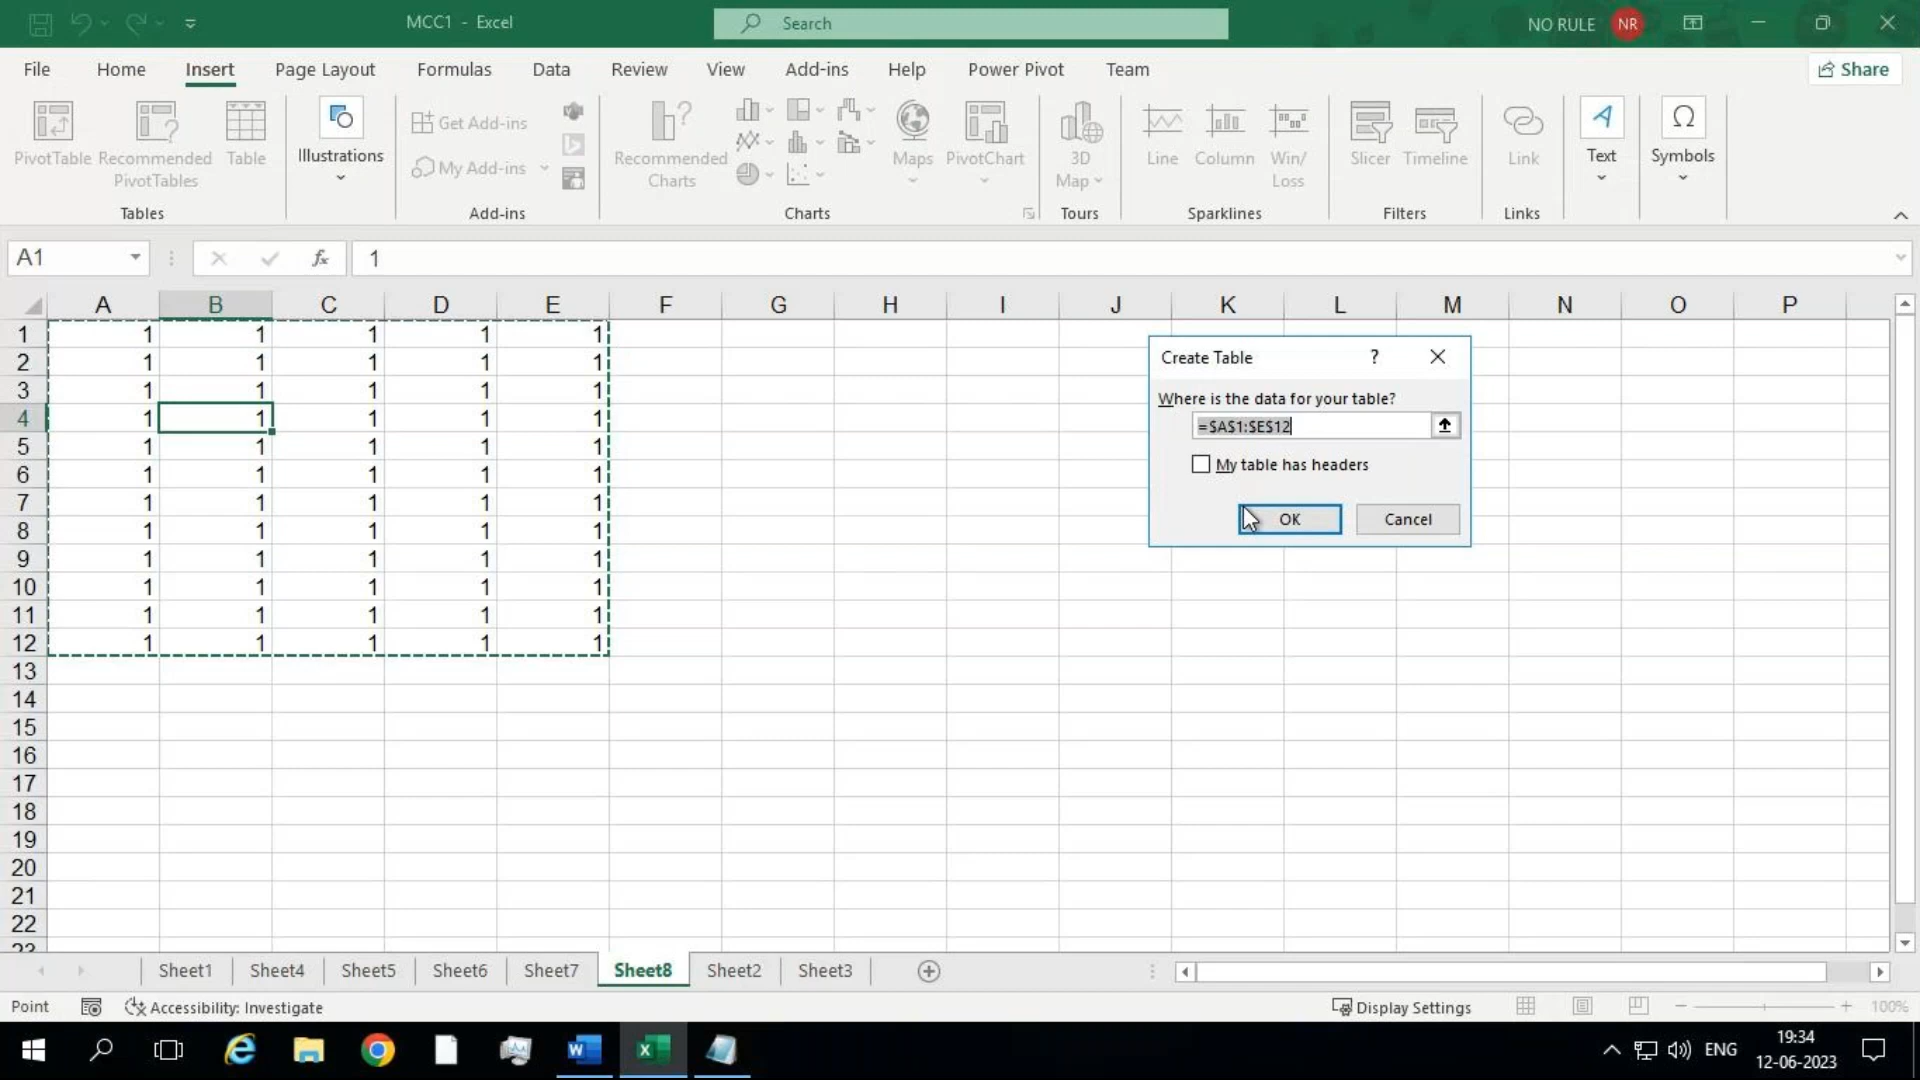 MCC1 - Excel
Search
NO RULE NR
File Home Insert Page Layout Formulas Data Review View Add-ins Help Power Pivot Team Share
PivotTable
Recommended
PivotTables
Table
Tables
Illustrations
Get Add-ins
My Add-ins
Add-ins
Recommended
Charts
Maps
PivotChart
Charts
3D
Map
Tours
Line
Column
Win/
Loss
Sparklines
Slicer
Timeline
Filters
Link
Links
Text
Symbols
A1 fx 1
A B C D E F G H I J K L M N O P
1 1 1 1 1 1
2 1 1 1 1 1
3 1 1 1 1 1
4 1 1 1 1 1
5 1 1 1 1 1
6 1 1 1 1 1
7 1 1 1 1 1
8 1 1 1 1 1
9 1 1 1 1 1
10 1 1 1 1 1
11 1 1 1 1 1
12 1 1 1 1 1
13
14
15
16
17
18
19
20
21
22
23
Create Table ?
Where is the data for your table?
=$A$1:$E$12
My table has headers
OK Cancel
Sheet1 Sheet4 Sheet5 Sheet6 Sheet7 Sheet8 Sheet2 Sheet3
Point Accessibility: Investigate Display Settings 100%
ENG
19:34
12-06-2023